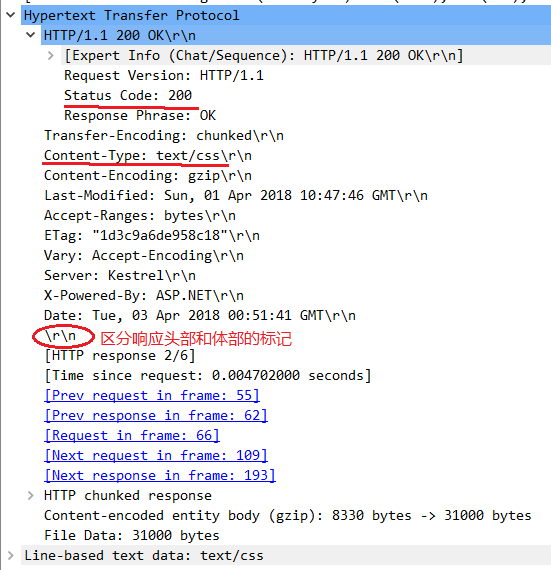 Hypertext Transfer Protocol
HTTP/1.1 200 OK\r\n
[Expert Info (Chat/Sequence): HTTP/1.1 200 OK\r\n]
Request Version: HTTP/1.1
Status Code: 200
Response Phrase: OK
Transfer-Encoding: chunked\r\n
Content-Type: text/css\r\n
Content-Encoding: gzip\r\n
Last-Modified: Sun, 01 Apr 2018 10:47:46 GMT\r\n
Accept-Ranges: bytes\r\n
ETag: "1d3c9a6de958c18"\r\n
Vary: Accept-Encoding\r\n
Server: Kestrel\r\n
X-Powered-By: ASP.NET\r\n
Date: Tue, 03 Apr 2018 00:51:41 GMT\r\n
\r\n 区分响应头部和体部的标记
[HTTP response 2/6]
[Time since request: 0.004702000 seconds]
[Prev request in frame: 55]
[Prev response in frame: 62]
[Request in frame: 66]
[Next request in frame: 109]
[Next response in frame: 193]
HTTP chunked response
Content-encoded entity body (gzip): 8330 bytes -> 31000 bytes
File Data: 31000 bytes
Line-based text data: text/css